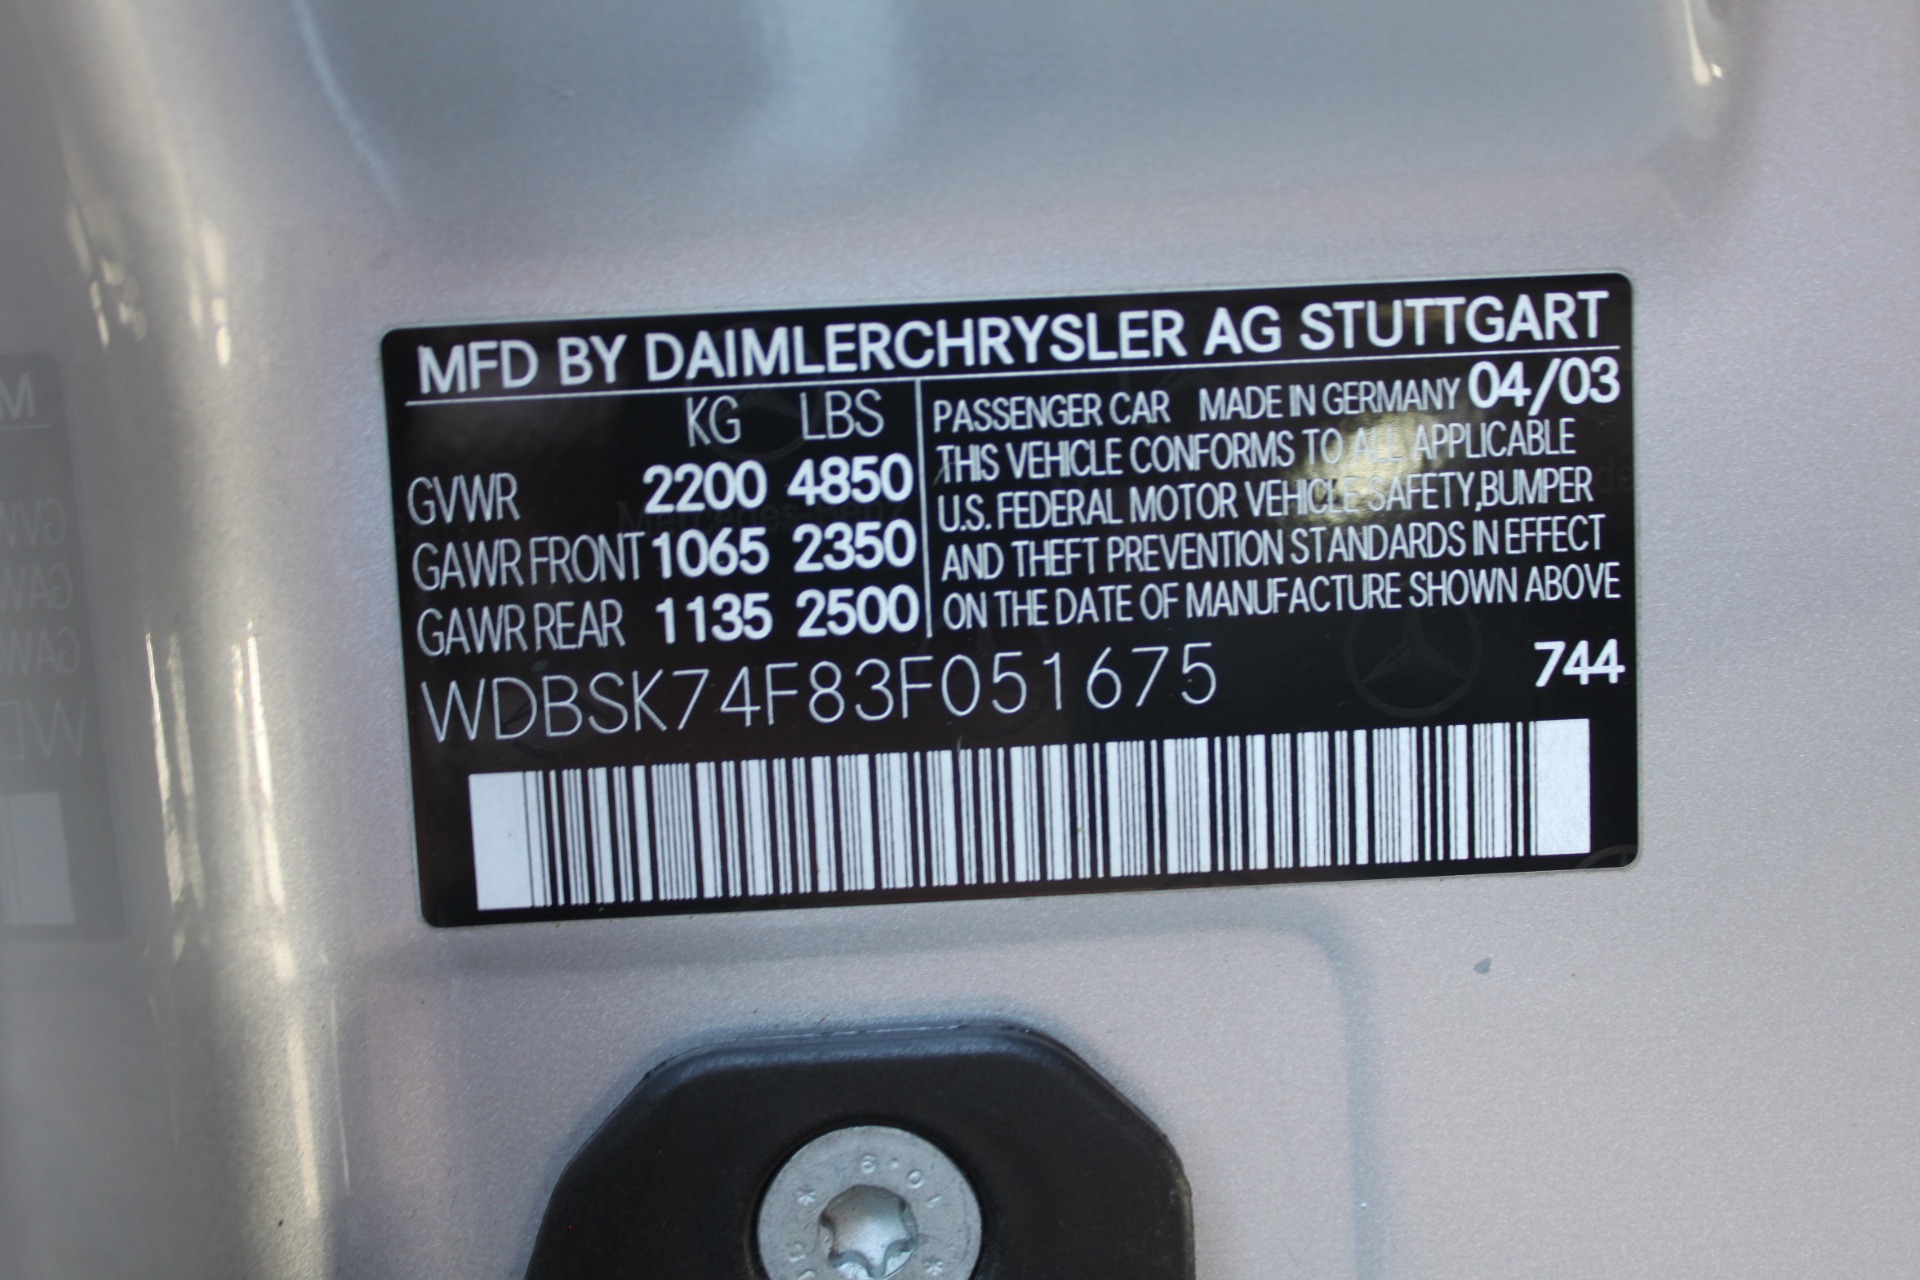 MFD BY DAIMLERCHRYSLER AG STUTTGART
KG LBS
GVWR 2200 4850
GAWR FRONT 1065 2350
GAWR REAR 1135 2500
PASSENGER CAR MADE IN GERMANY 04/03
THIS VEHICLE CONFORMS TO ALL APPLICABLE
U.S. FEDERAL MOTOR VEHICLE SAFETY,BUMPER
AND THEFT PREVENTION STANDARDS IN EFFECT
ON THE DATE OF MANUFACTURE SHOWN ABOVE
WDBSK74F83F051675 744
Mercedes-Benz